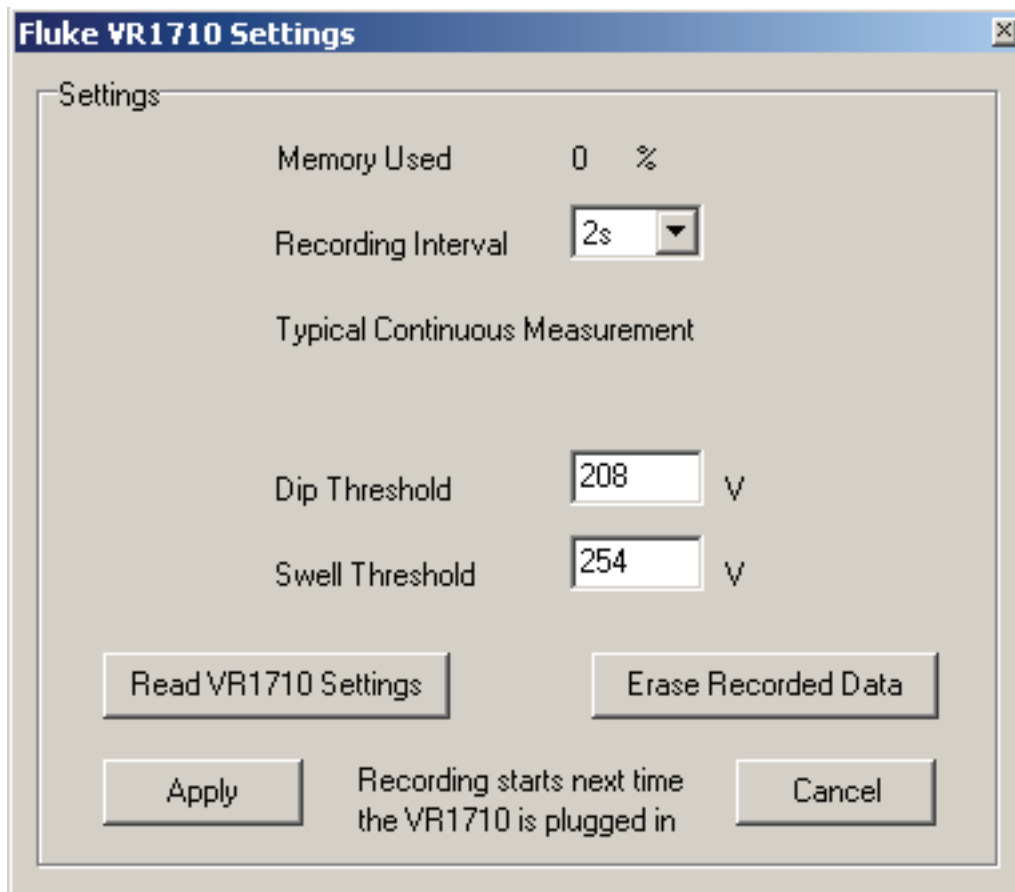 Fluke VR1710 Settings
Settings
Memory Used 0 %
Recording Interval 2s
Typical Continuous Measurement
Dip Threshold 208 V
Swell Threshold 254 V
Read VR1710 Settings Erase Recorded Data
Apply Recording starts next time Cancel
the VR1710 is plugged in